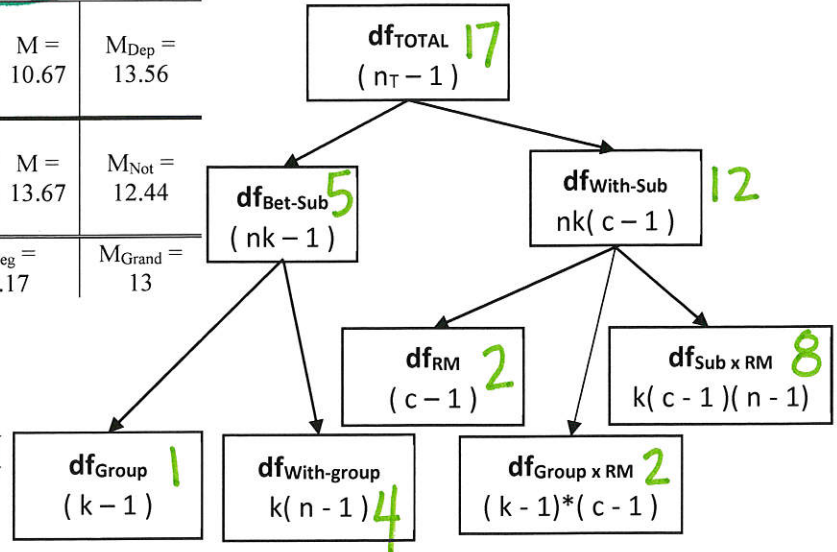 M = M_Dep =
10.67 13.56
M = M_Not =
13.67 12.44
eg = M_Grand =
.17 13
df_TOTAL 17
( n_T – 1 )
df_Bet-Sub 5
( nk – 1 )
df_With-Sub 12
nk( c – 1 )
df_RM 2
( c – 1 )
df_Sub x RM 8
k( c - 1 )( n - 1)
df_Group 1
( k – 1 )
df_With-group
k( n - 1 ) 4
df_Group x RM 2
( k - 1)*( c - 1 )